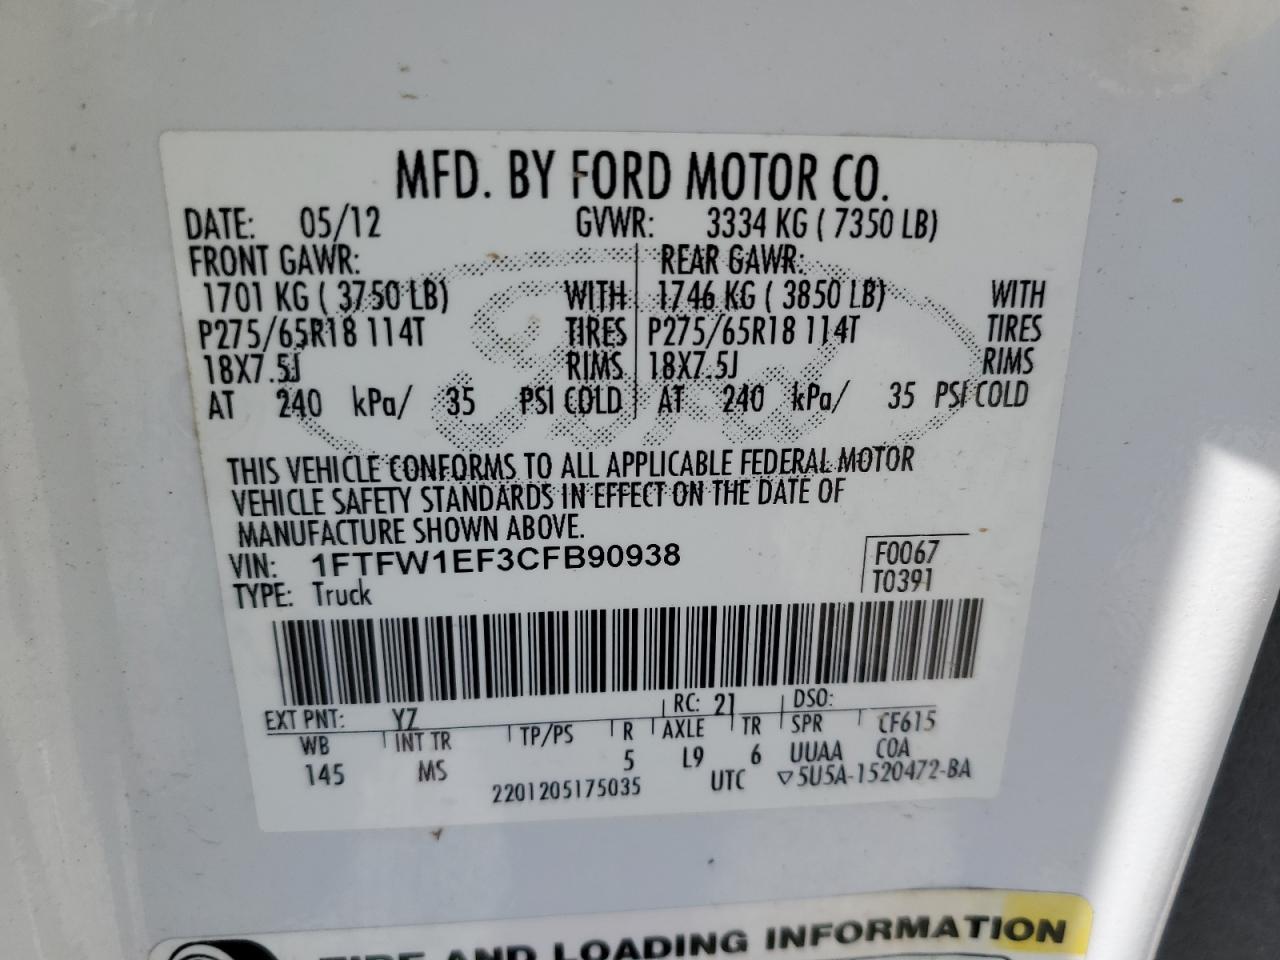 MFD. BY FORD MOTOR CO.
DATE: 05/12 GVWR: 3334 KG ( 7350 LB)
FRONT GAWR: REAR GAWR:
1701 KG ( 3750 LB) WITH 1746 KG ( 3850 LB) WITH
P275/65R18 114T TIRES P275/65R18 114T TIRES
18X7.5J RIMS 18X7.5J RIMS
AT 240 kPa/ 35 PSI COLD AT 240 kPa/ 35 PSI COLD
Ford
THIS VEHICLE CONFORMS TO ALL APPLICABLE FEDERAL MOTOR
VEHICLE SAFETY STANDARDS IN EFFECT ON THE DATE OF
MANUFACTURE SHOWN ABOVE.
VIN: 1FTFW1EF3CFB90938 F0067
TYPE: Truck T0391
EXT PNT: YZ RC: 21 DSO:
WB INT TR TP/PS R AXLE TR SPR CF615
145 MS 5 L9 6 UUAA COA
2201205175035 UTC ▽5U5A-1520472-BA
TIRE AND LOADING INFORMATION